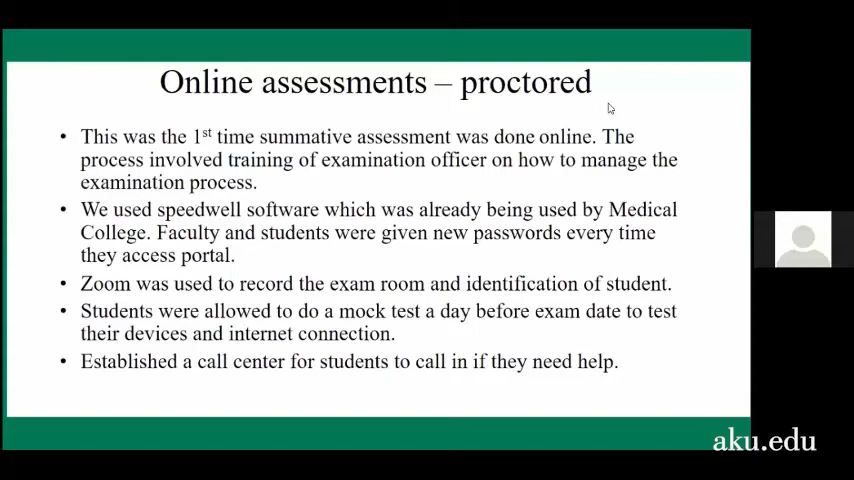 Online assessments – proctored
• This was the 1st time summative assessment was done online. The
process involved training of examination officer on how to manage the
examination process.
• We used speedwell software which was already being used by Medical
College. Faculty and students were given new passwords every time
they access portal.
• Zoom was used to record the exam room and identification of student.
• Students were allowed to do a mock test a day before exam date to test
their devices and internet connection.
• Established a call center for students to call in if they need help.
aku.edu